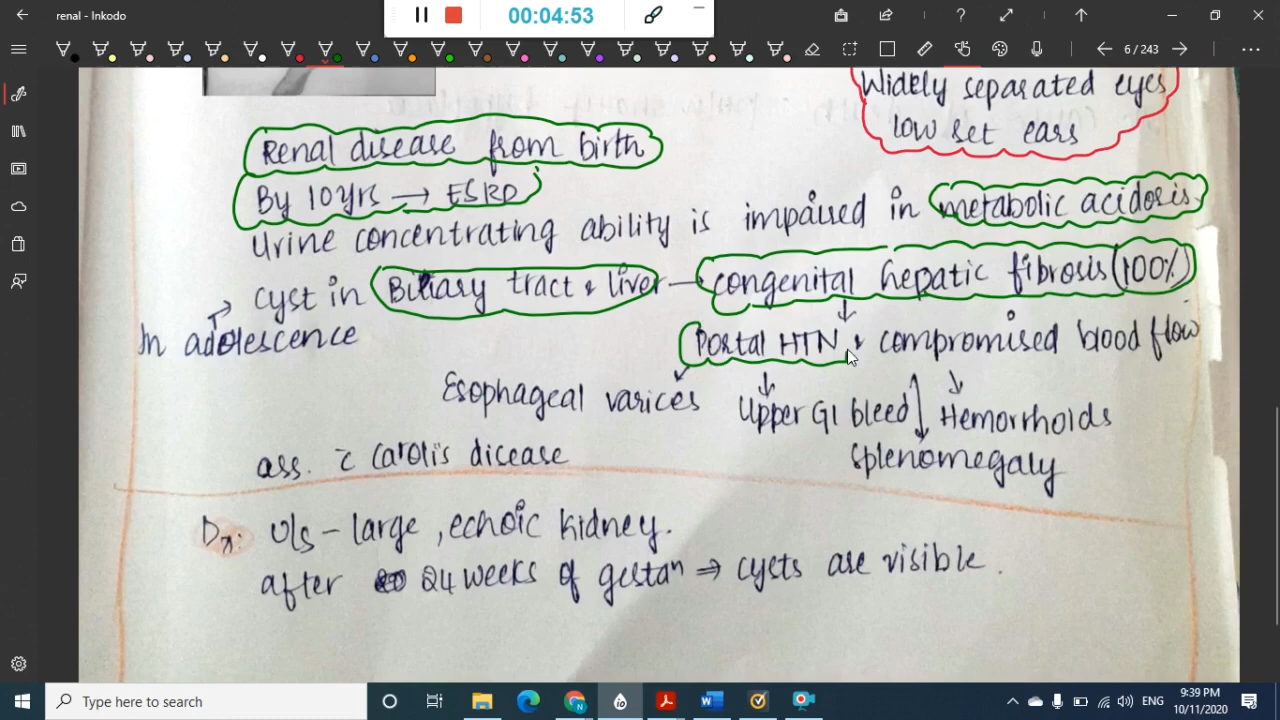 renal - Inkodo
00:04:53
6 / 243
Widely separated eyes
low set ears
Renal disease from birth
By 10 yrs → ESRD
Urine concentrating ability is impaired in metabolic acidosis.
cyst in Biliary tract & liver — congenital hepatic fibrosis (100%)
In adolescence
Portal HTN & compromised blood flow
Esophageal varices
Upper GI bleed
Hemorrhoids
splenomegaly
ass. c̄ caroli's disease
Dx: U/s - large, echoic kidney.
after 24 weeks of gestaⁿ ⇒ cysts are visible.
Type here to search
ENG
9:39 PM
10/11/2020